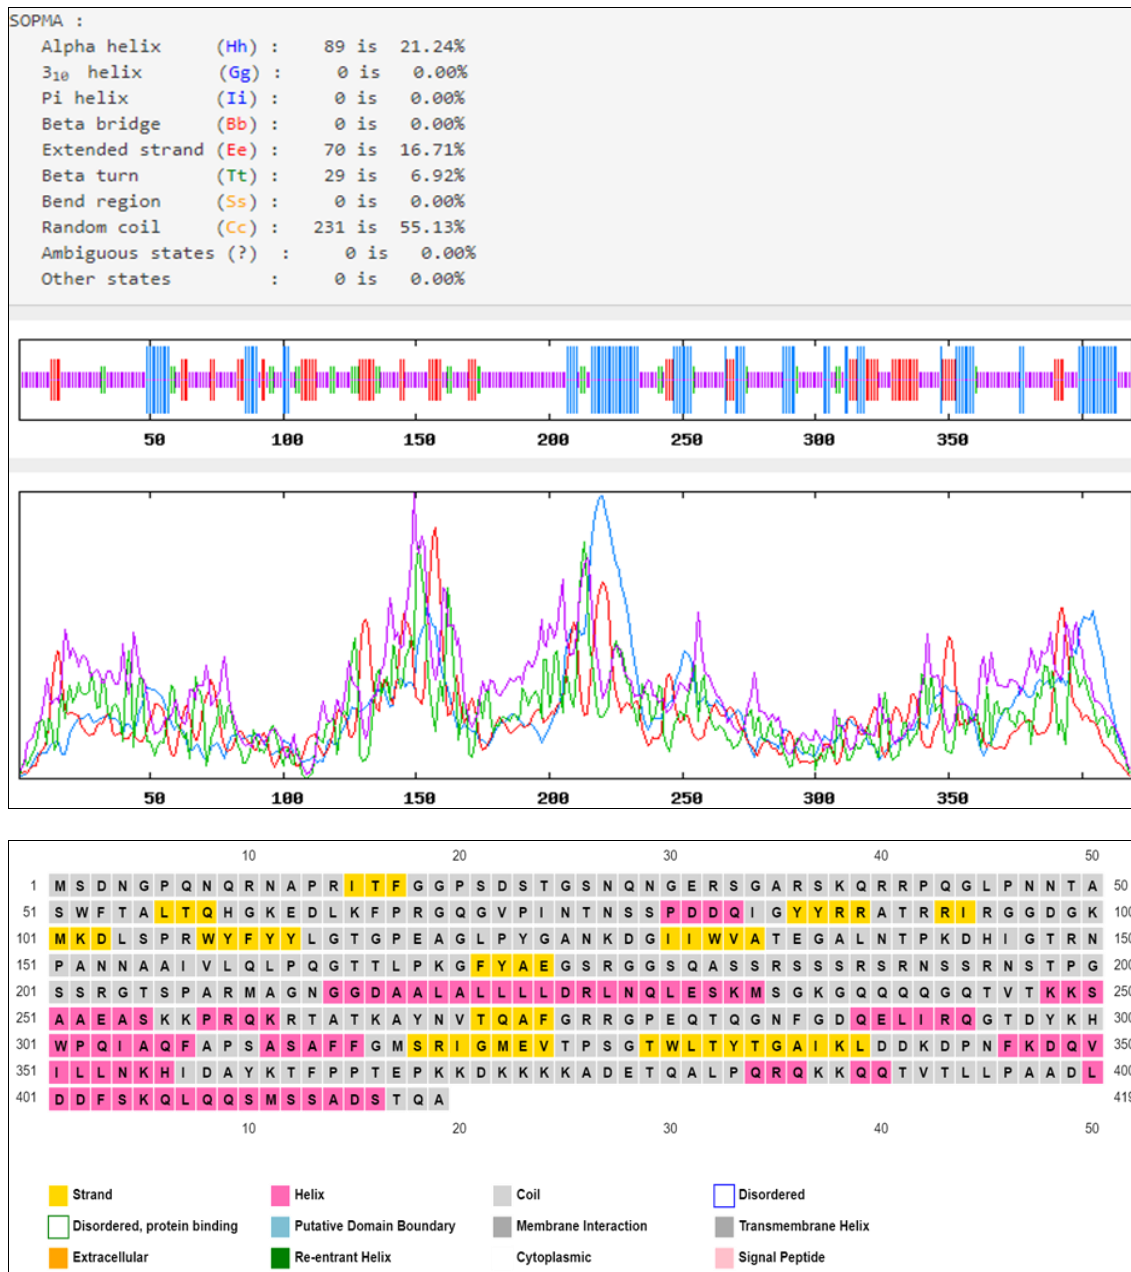 SOPMA :
Alpha helix (Hh) : 89 is 21.24%
3₁₀ helix (Gg) : 0 is 0.00%
Pi helix (Ii) : 0 is 0.00%
Beta bridge (Bb) : 0 is 0.00%
Extended strand (Ee) : 70 is 16.71%
Beta turn (Tt) : 29 is 6.92%
Bend region (Ss) : 0 is 0.00%
Random coil (Cc) : 231 is 55.13%
Ambiguous states (?) : 0 is 0.00%
Other states : 0 is 0.00%
50 100 150 200 250 300 350
50 100 150 200 250 300 350
10 20 30 40 50
1 M S D N G P Q N Q R N A P R I T F G G P S D S T G S N Q N G E R S G A R S K Q R R P Q G L P N N T A 50
51 S W F T A L T Q H G K E D L K F P R G Q G V P I N T N S S P D D Q I G Y Y R R A T R R I R G G D G K 100
101 M K D L S P R W Y F Y Y L G T G P E A G L P Y G A N K D G I I W V A T E G A L N T P K D H I G T R N 150
151 P A N N A A I V L Q L P Q G T T L P K G F Y A E G S R G G S Q A S S R S S S R S R N S S R N S T P G 200
201 S S R G T S P A R M A G N G G D A A L A L L L L D R L N Q L E S K M S G K G Q Q Q Q G Q T V T K K S 250
251 A A E A S K K P R Q K R T A T K A Y N V T Q A F G R R G P E Q T Q G N F G D Q E L I R Q G T D Y K H 300
301 W P Q I A Q F A P S A S A F F G M S R I G M E V T P S G T W L T Y T G A I K L D D K D P N F K D Q V 350
351 I L L N K H I D A Y K T F P P T E P K K D K K K K A D E T Q A L P Q R Q K K Q Q T V T L L P A A D L 400
401 D D F S K Q L Q Q S M S S A D S T Q A 419
10 20 30 40 50
Strand Helix Coil Disordered
Disordered, protein binding Putative Domain Boundary Membrane Interaction Transmembrane Helix
Extracellular Re-entrant Helix Cytoplasmic Signal Peptide